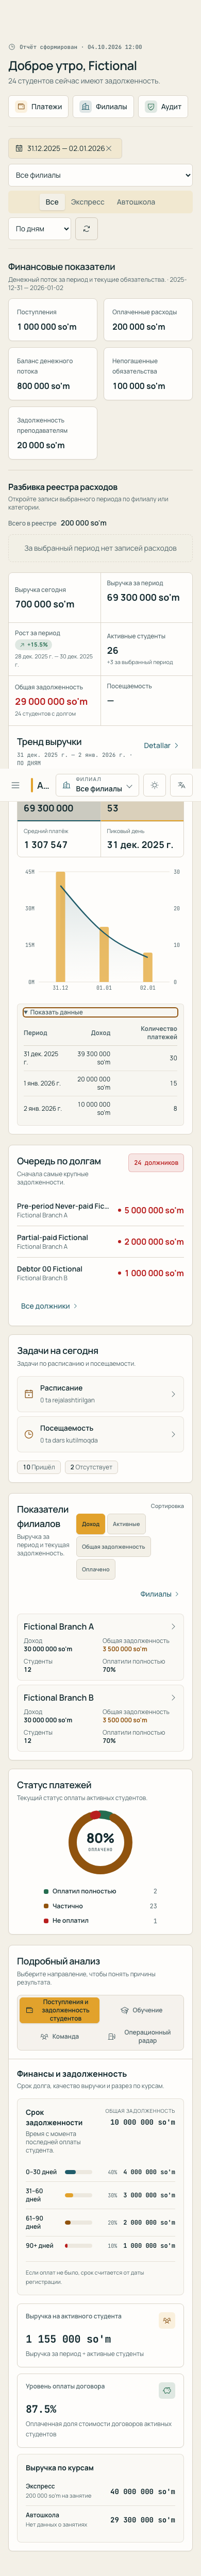 Отчёт сформирован · 04.10.2026 12:00
Доброе утро, Fictional
24 студентов сейчас имеют задолженность.
Платежи
Филиалы
Аудит
31.12.2025 — 02.01.2026
Все филиалы
Все
Экспресс
Автошкола
По дням
Финансовые показатели
Денежный поток за период и текущие обязательства. · 2025-
12-31 — 2026-01-02
Поступления
1 000 000 so'm
Оплаченные расходы
200 000 so'm
Баланс денежного
потока
800 000 so'm
Непогашенные
обязательства
100 000 so'm
Задолженность
преподавателям
20 000 so'm
Разбивка реестра расходов
Откройте записи выбранного периода по филиалу или
категории.
Всего в реестре 200 000 so'm
За выбранный период нет записей расходов
Выручка сегодня
700 000 so'm
Выручка за период
69 300 000 so'm
Рост за период
+15.5%
28 дек. 2025 г. — 30 дек. 2025
г.
Активные студенты
26
+3 за выбранный период
Общая задолженность
29 000 000 so'm
24 студентов с долгом
Посещаемость
—
Тренд выручки
31 дек. 2025 г. — 2 янв. 2026 г. ·
ПО ДНЯМ
Detallar
A...
ФИЛИАЛ
Все филиалы
69 300 000
53
Средний платёж
1 307 547
Пиковый день
31 дек. 2025 г.
45M
30M
15M
0M
30
20
10
0
31.12
01.01
02.01
Показать данные
Период
Доход
Количество
платежей
31 дек. 2025
г.
39 300 000
so'm
30
1 янв. 2026 г.
20 000 000
so'm
15
2 янв. 2026 г.
10 000 000
so'm
8
Очередь по долгам
Сначала самые крупные
задолженности.
24 должников
Pre-period Never-paid Fic...
Fictional Branch A
5 000 000 so'm
Partial-paid Fictional
Fictional Branch A
2 000 000 so'm
Debtor 00 Fictional
Fictional Branch B
1 000 000 so'm
Все должники
Задачи на сегодня
Задачи по расписанию и посещаемости.
Расписание
0 ta rejalashtirilgan
Посещаемость
0 ta dars kutilmoqda
10 Пришёл
2 Отсутствует
Показатели
филиалов
Выручка за
период и текущая
задолженность.
Сортировка
Доход
Активные
Общая задолженность
Оплачено
Филиалы
Fictional Branch A
Доход
30 000 000 so'm
Общая задолженность
3 500 000 so'm
Студенты
12
Оплатили полностью
70%
Fictional Branch B
Доход
30 000 000 so'm
Общая задолженность
3 500 000 so'm
Студенты
12
Оплатили полностью
70%
Статус платежей
Текущий статус оплаты активных студентов.
80%
ОПЛАЧЕНО
Оплатил полностью 2
Частично 23
Не оплатил 1
Подробный анализ
Выберите направление, чтобы понять причины
результата.
Поступления и
задолженность
студентов
Обучение
Команда
Операционный
радар
Финансы и задолженность
Срок долга, качество выручки и разрез по курсам.
Срок
задолженности
Время с момента
последней оплаты
студента.
ОБЩАЯ ЗАДОЛЖЕННОСТЬ
10 000 000 so'm
0–30 дней 40% 4 000 000 so'm
31–60
дней
30% 3 000 000 so'm
61–90
дней
20% 2 000 000 so'm
90+ дней 10% 1 000 000 so'm
Если оплат не было, срок считается от даты
регистрации.
Выручка на активного студента
1 155 000 so'm
Выручка за период ÷ активные студенты
Уровень оплаты договора
87.5%
Оплаченная доля стоимости договоров активных
студентов
Выручка по курсам
Экспресс
200 000 so'm на занятие
40 000 000 so'm
Автошкола
Нет данных о занятиях
29 300 000 so'm